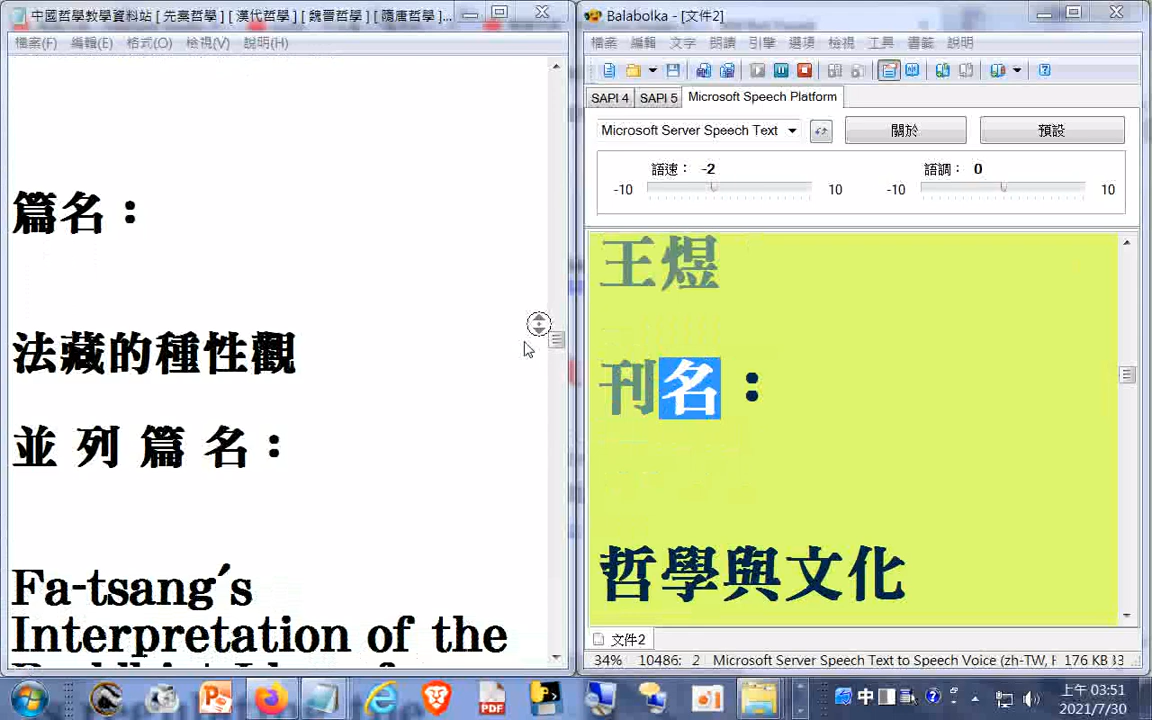 中國哲學教學資料站 [ 先秦哲學 ] [ 漢代哲學 ] [ 魏晉哲學 ] [ 隋唐哲學 ]...
檔案(F) 編輯(E) 格式(O) 檢視(V) 說明(H)
篇名：
法藏的種性觀
並 列 篇 名：
Fa-tsang's
Interpretation of the
Balabolka - [文件2]
檔案 編輯 文字 朗讀 引擎 選項 檢視 工具 書籤 說明
SAPI 4 SAPI 5 Microsoft Speech Platform
Microsoft Server Speech Text 關於 預設
語速： -2 語調： 0
-10 10 -10 10
王煜
刊名：
哲學與文化
文件2
34% 10486: 2 Microsoft Server Speech Text to Speech Voice (zh-TW, H 176 KB
中
上午 03:51
2021/7/30